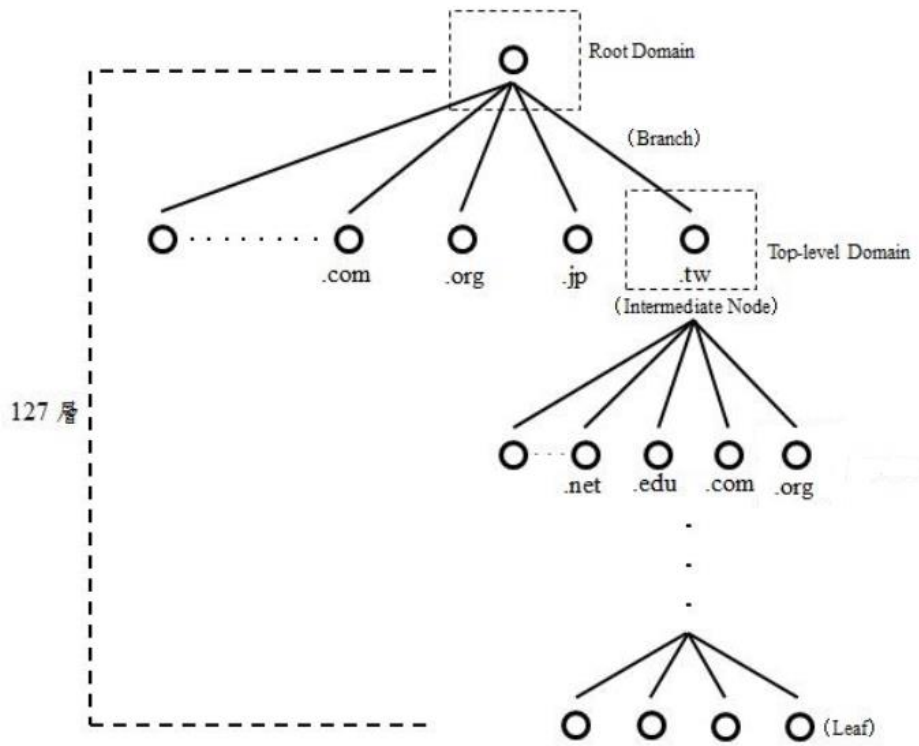 Root Domain
(Branch)
.com
.org
.jp
.tw
Top-level Domain
(Intermediate Node)
127 層
.net
.edu
.com
.org
(Leaf)